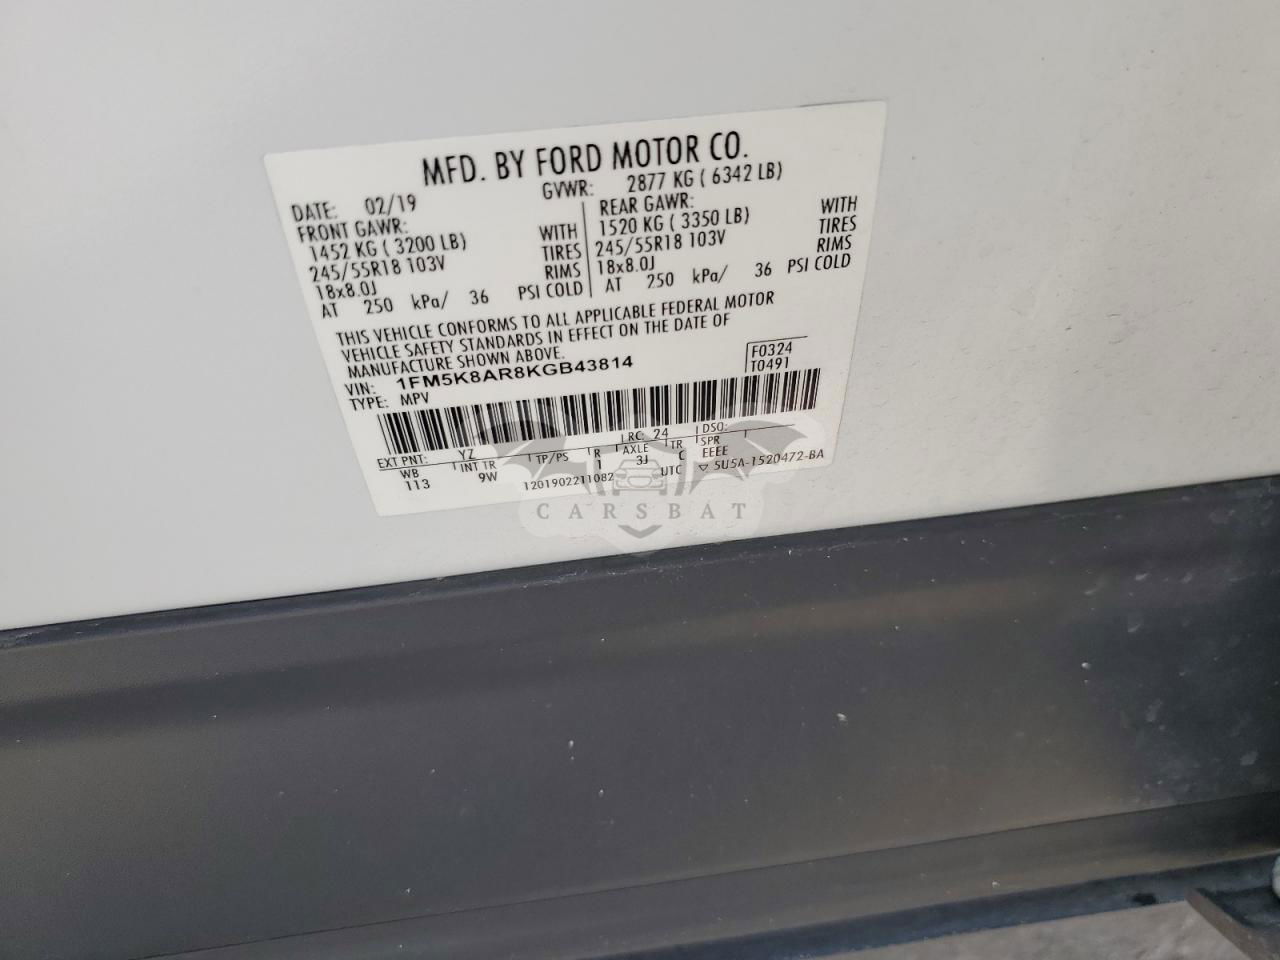 MFD. BY FORD MOTOR CO.
DATE: 02/19 GVWR: 2877 KG ( 6342 LB)
FRONT GAWR: REAR GAWR:
1452 KG ( 3200 LB) WITH 1520 KG ( 3350 LB) WITH
245/55R18 103V TIRES 245/55R18 103V TIRES
18x8.0J RIMS 18x8.0J RIMS
AT 250 kPa/ 36 PSI COLD AT 250 kPa/ 36 PSI COLD
THIS VEHICLE CONFORMS TO ALL APPLICABLE FEDERAL MOTOR
VEHICLE SAFETY STANDARDS IN EFFECT ON THE DATE OF
MANUFACTURE SHOWN ABOVE.
VIN: 1FM5K8AR8KGB43814 F0324
TYPE: MPV T0491
EXT PNT: YZ RC: 24 DSO:
WB INT TR TP/PS R AXLE TR SPR
113 9W 1 3J C EEEE
1201902211082 UTC ▽ 5U5A-1520472-BA
CARSBAT